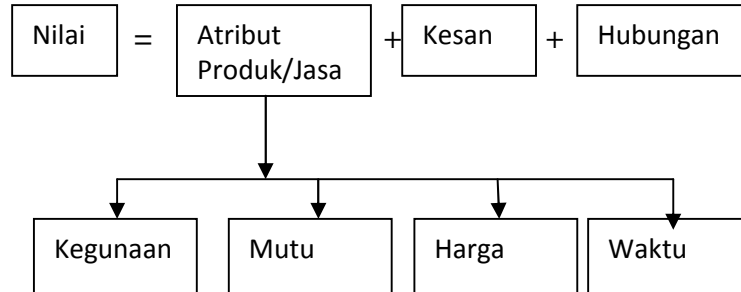 Nilai = Atribut + Kesan + Hubungan
Produk/Jasa
Kegunaan Mutu Harga Waktu